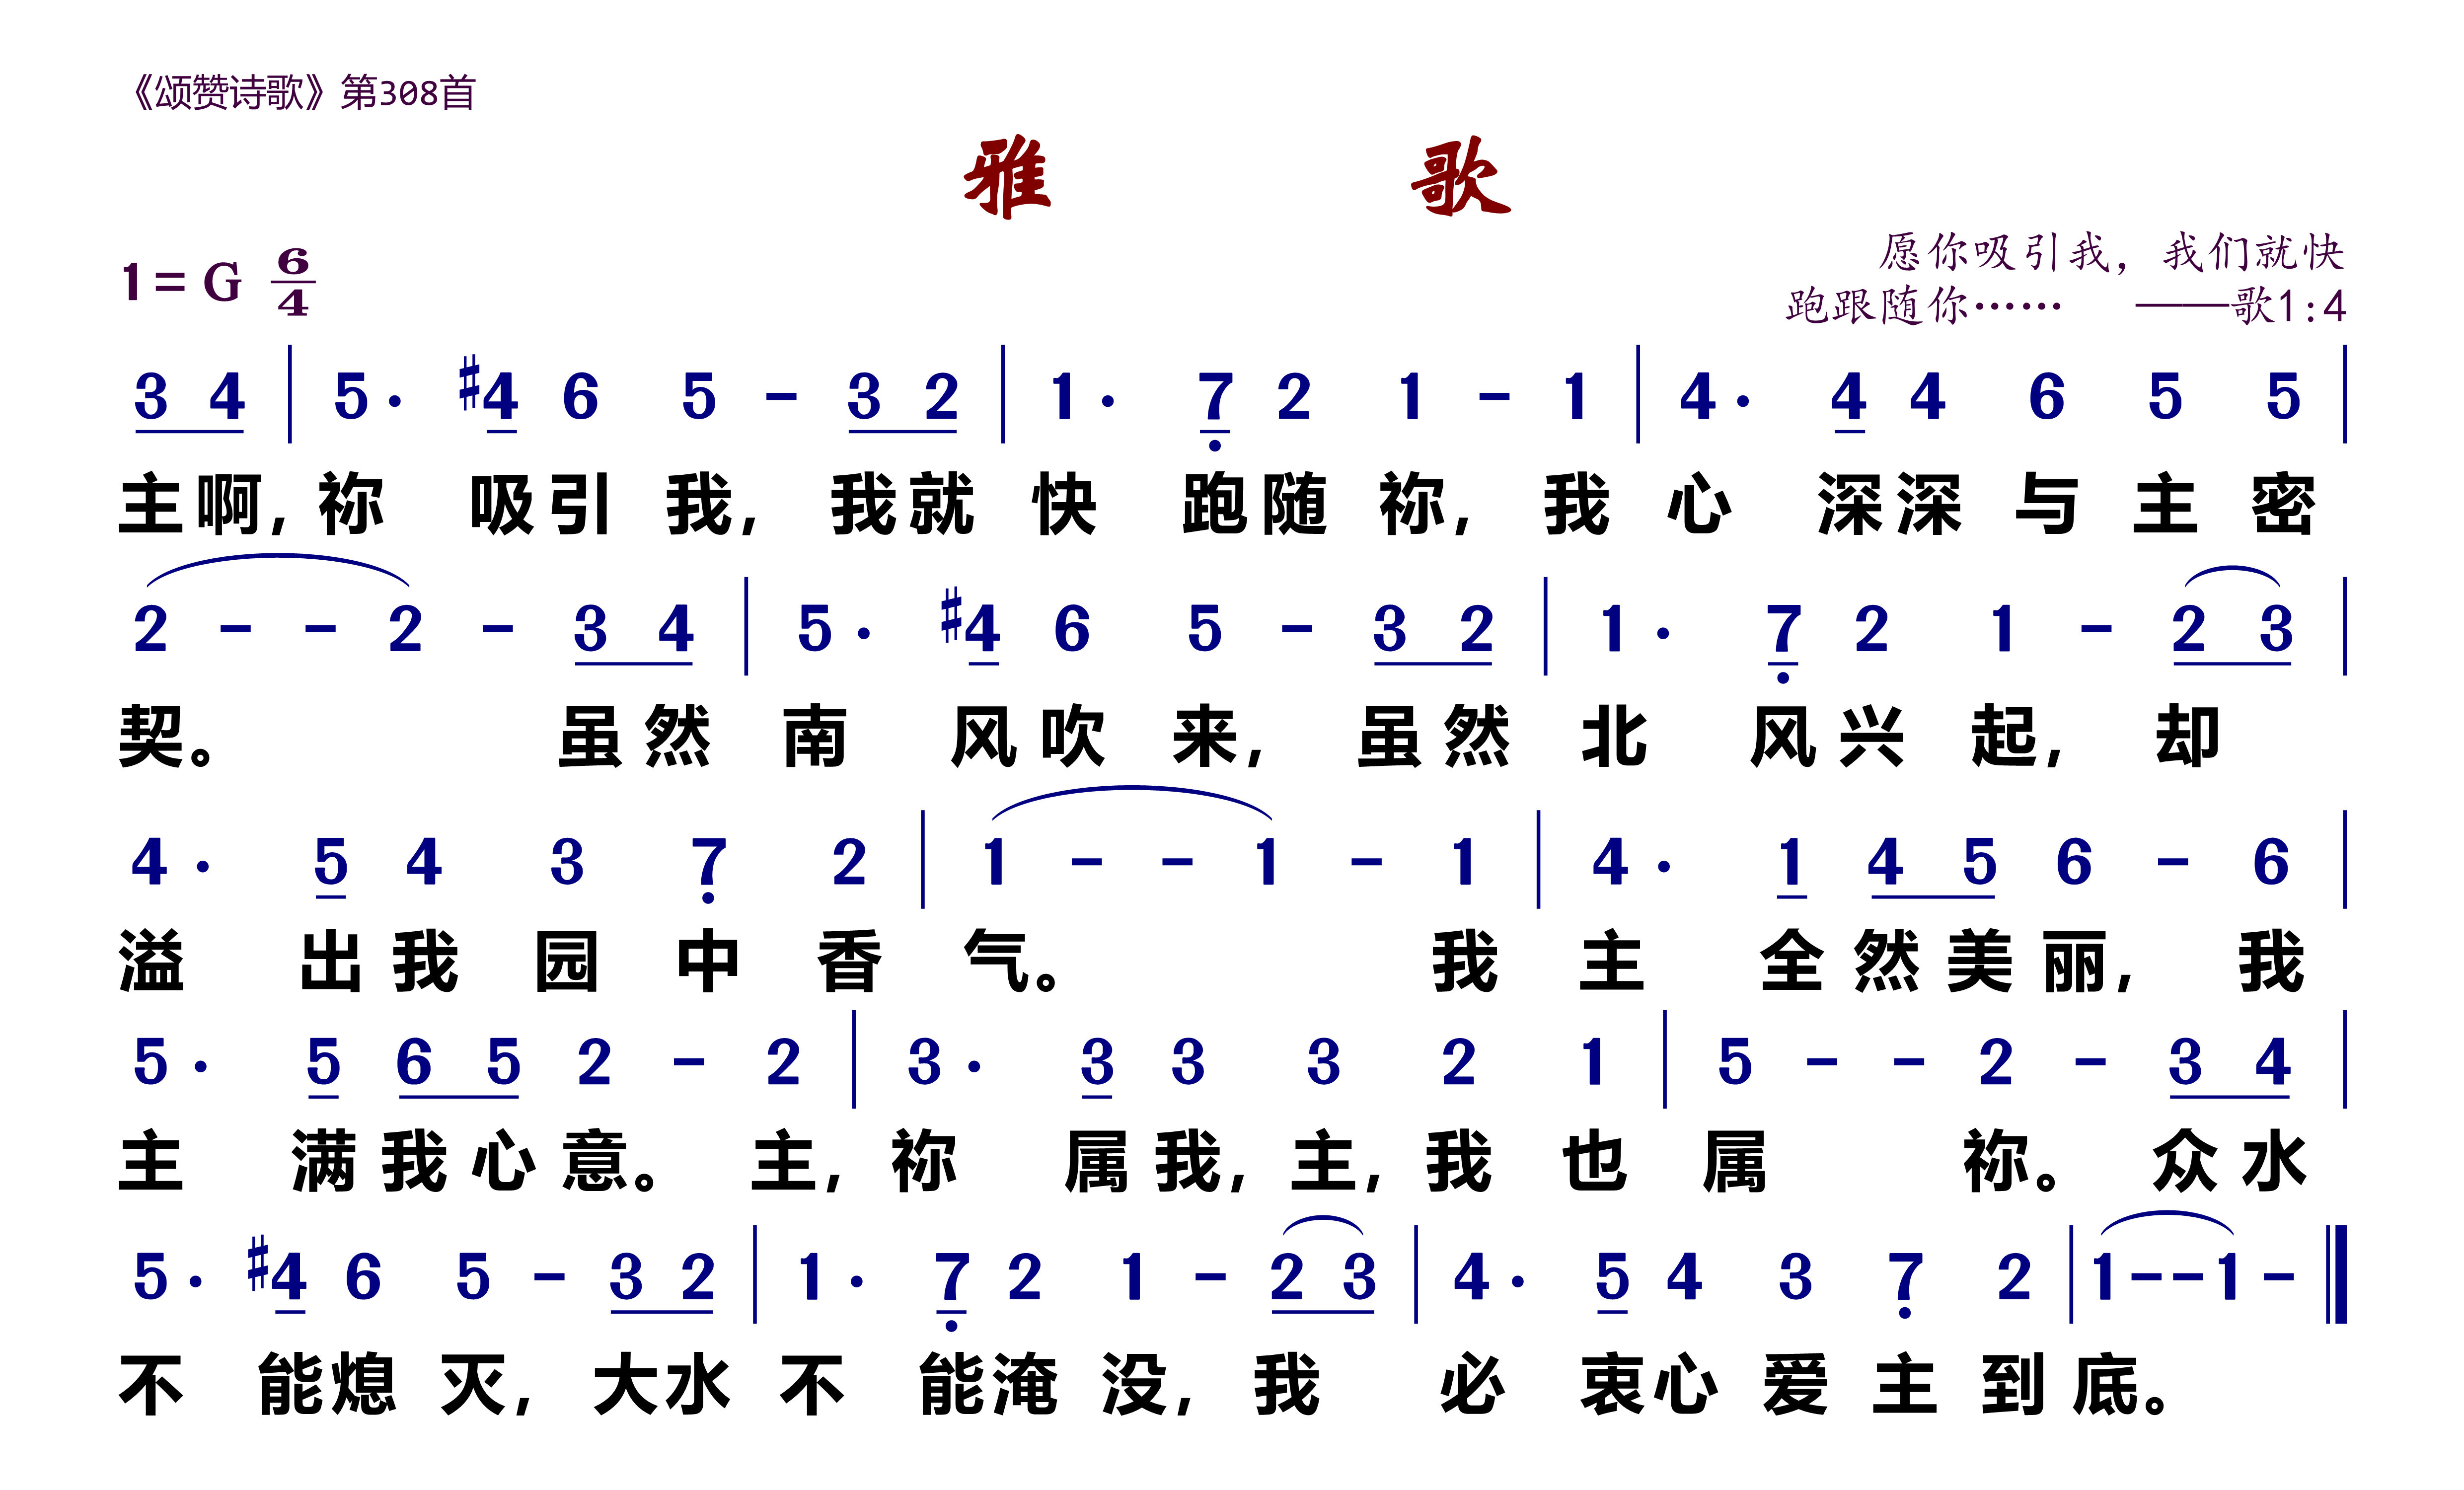 《颂赞诗歌》第308首
雅 歌
1 = G 6/4
愿你吸引我，我们就快
跑跟随你…… ——歌1:4
3 4 | 5 · #4 6 5 - 3 2 | 1 · 7̣ 2 1 - 1 | 4 · 4 4 6 5 5 |
主啊, 祢 吸引 我, 我就 快 跑随 祢, 我 心 深深 与 主 密
2 - - 2 - 3 4 | 5 · #4 6 5 - 3 2 | 1 · 7̣ 2 1 - 2 3 |
契。 虽然 南 风吹 来, 虽然 北 风兴 起, 却
4 · 5 4 3 7̣ 2 | 1 - - 1 - 1 | 4 · 1 4 5 6 - 6 |
溢 出我 园 中 香 气。 我 主 全然美丽, 我
5 · 5 6 5 2 - 2 | 3 · 3 3 3 2 1 | 5 - - 2 - 3 4 |
主 满我心意。 主, 祢 属我, 主, 我 也 属 祢。 众水
5 · #4 6 5 - 3 2 | 1 · 7̣ 2 1 - 2 3 | 4 · 5 4 3 7̣ 2 | 1 - - 1 - ‖
不 能熄 灭, 大水 不 能淹 没, 我 必 衷心 爱 主 到 底。